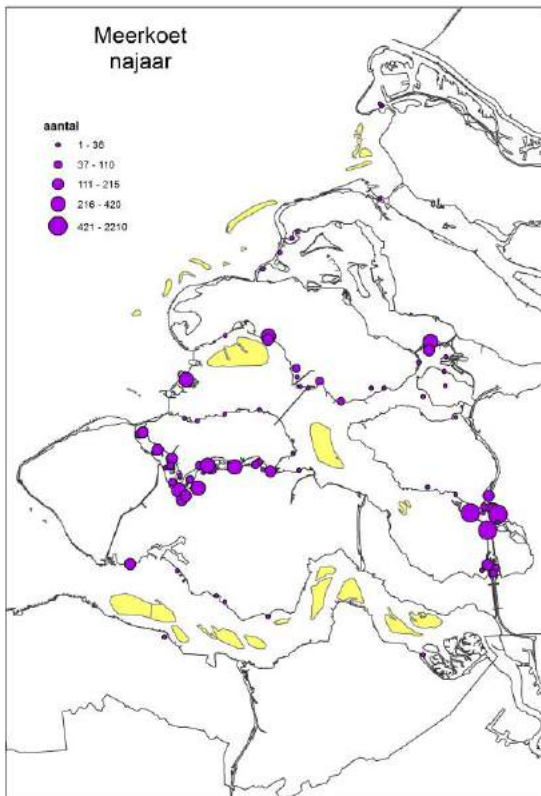 Meerkoet
najaar
aantal
1 - 36
37 - 110
111 - 215
216 - 420
421 - 2210